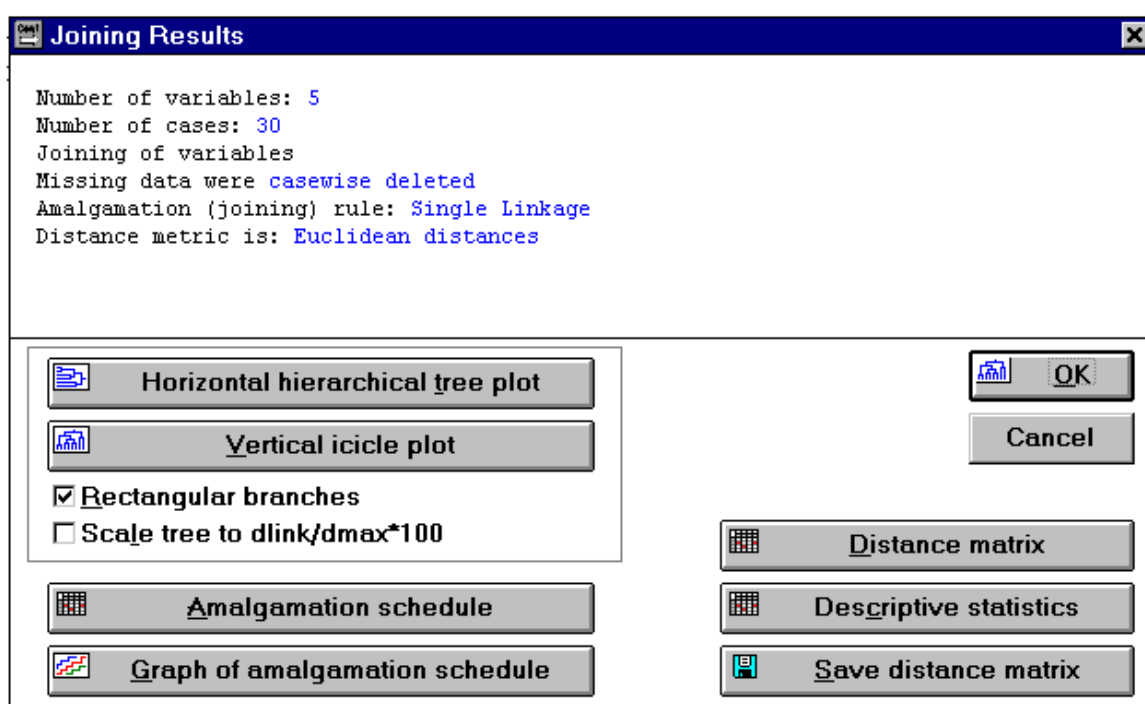 Joining Results
Number of variables: 5
Number of cases: 30
Joining of variables
Missing data were casewise deleted
Amalgamation (joining) rule: Single Linkage
Distance metric is: Euclidean distances
Horizontal hierarchical tree plot
Vertical icicle plot
Rectangular branches
Scale tree to dlink/dmax*100
Amalgamation schedule
Graph of amalgamation schedule
OK
Cancel
Distance matrix
Descriptive statistics
Save distance matrix